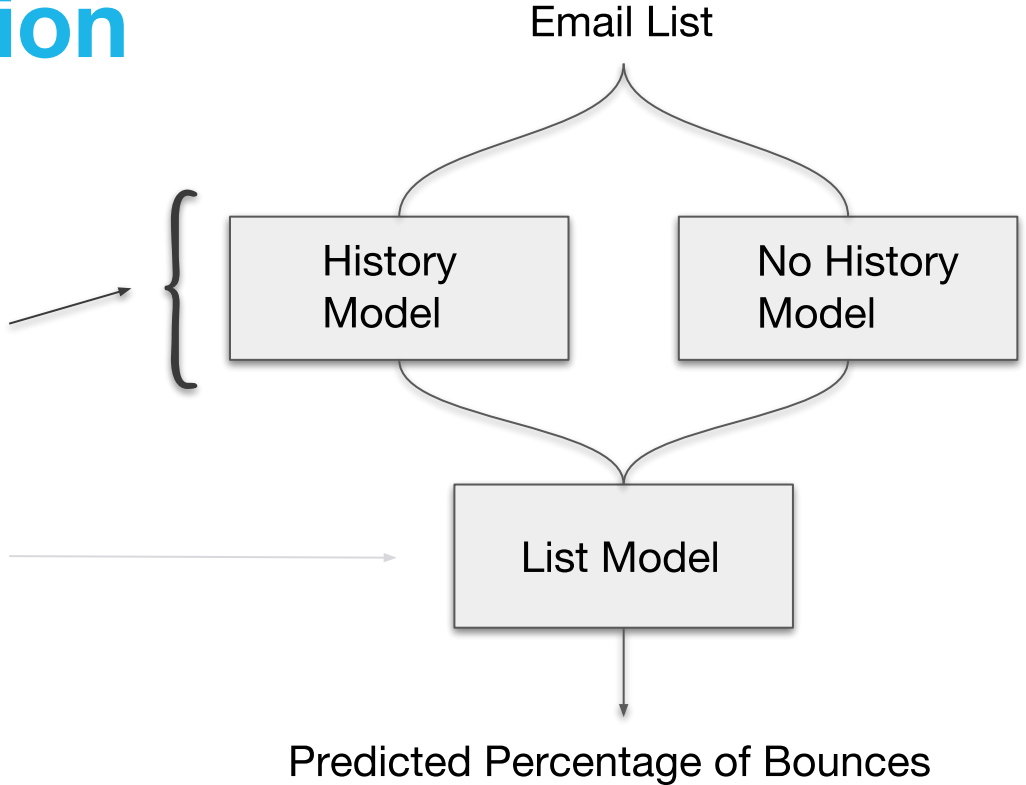 ion
Email List
History
Model
No History
Model
List Model
Predicted Percentage of Bounces